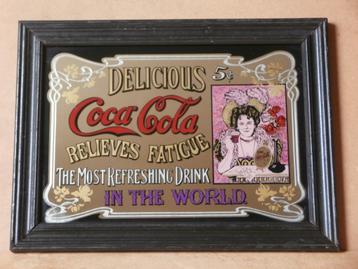 DELICIOUS 5¢
Coca-Cola
RELIEVES FATIGUE
THE MOST REFRESHING DRINK
IN THE WORLD